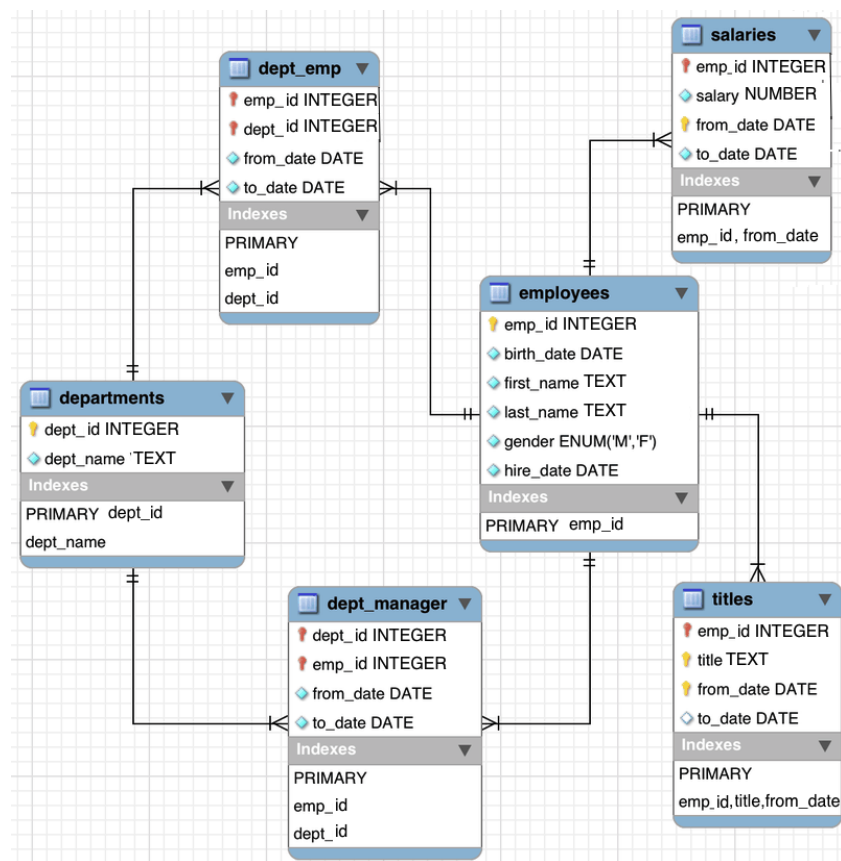 dept_emp
emp_id INTEGER
dept_id INTEGER
from_date DATE
to_date DATE
Indexes
PRIMARY
emp_id
dept_id
salaries
emp_id INTEGER
salary NUMBER
from_date DATE
to_date DATE
Indexes
PRIMARY
emp_id, from_date
employees
emp_id INTEGER
birth_date DATE
first_name TEXT
last_name TEXT
gender ENUM('M','F')
hire_date DATE
Indexes
PRIMARY emp_id
departments
dept_id INTEGER
dept_name 'TEXT
Indexes
PRIMARY dept_id
dept_name
dept_manager
dept_id INTEGER
emp_id INTEGER
from_date DATE
to_date DATE
Indexes
PRIMARY
emp_id
dept_id
titles
emp_id INTEGER
title TEXT
from_date DATE
to_date DATE
Indexes
PRIMARY
emp_id,title,from_date